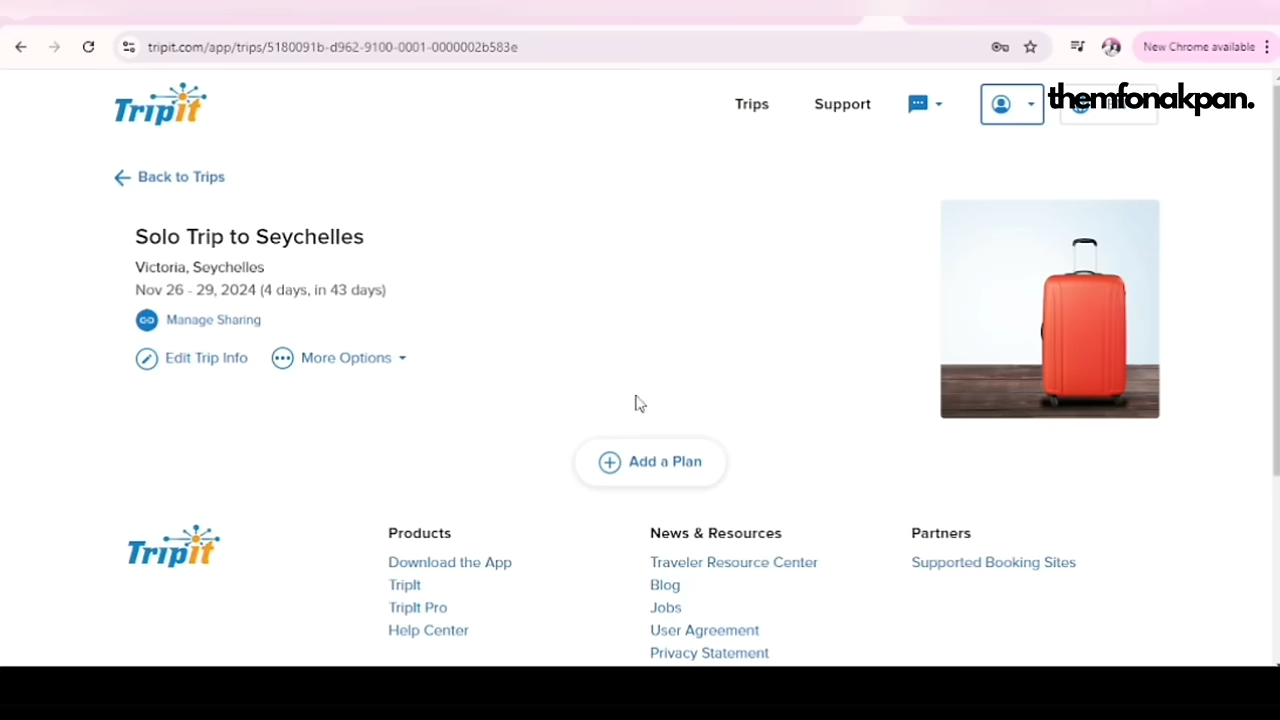 tripit.com/app/trips/5180091b-d962-9100-0001-0000002b583e
New Chrome available
TripIt
Trips
Support
themfonakpan.
Back to Trips
Solo Trip to Seychelles
Victoria, Seychelles
Nov 26 - 29, 2024 (4 days, in 43 days)
Manage Sharing
Edit Trip Info
More Options
Add a Plan
TripIt
Products
Download the App
TripIt
TripIt Pro
Help Center
News & Resources
Traveler Resource Center
Blog
Jobs
User Agreement
Privacy Statement
Partners
Supported Booking Sites